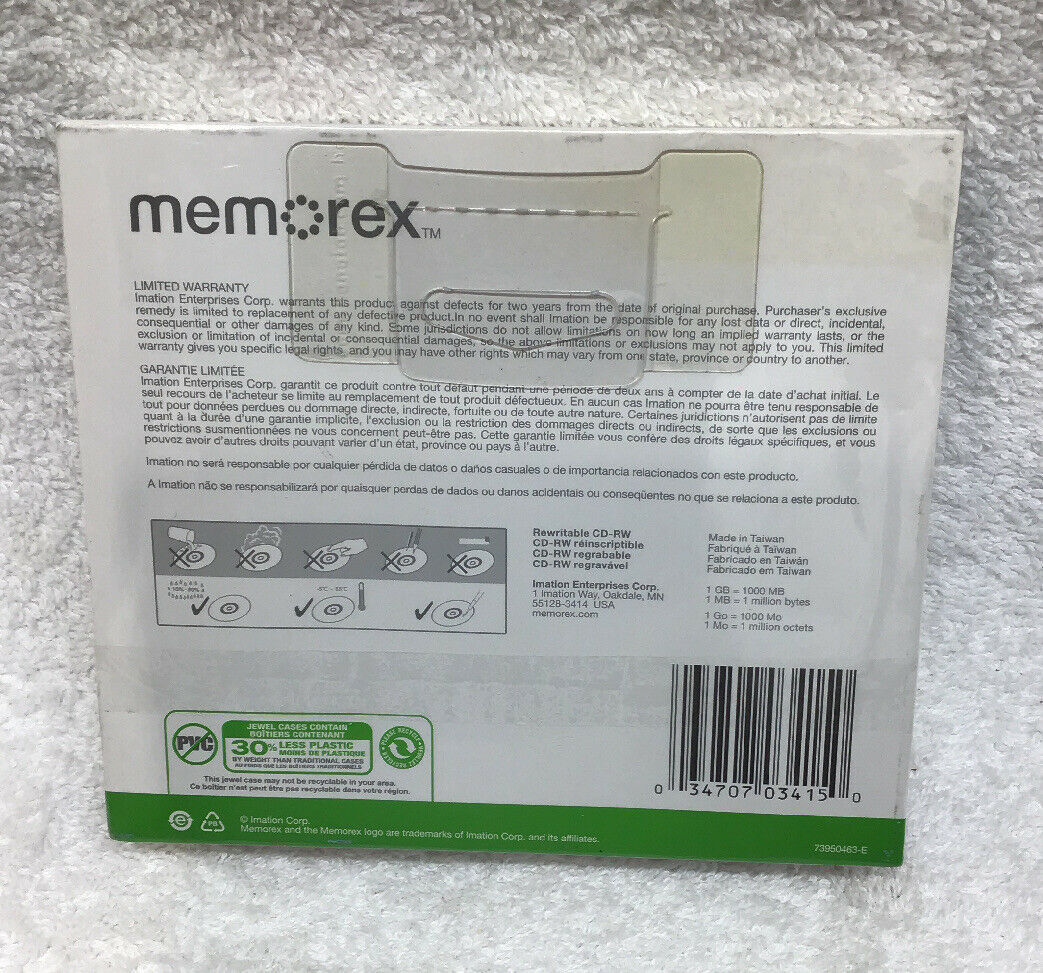 memorex™
LIMITED WARRANTY
Imation Enterprises Corp. warrants this product against defects for two years from the date of original purchase. Purchaser's exclusive
remedy is limited to replacement of any defective product.In no event shall Imation be responsible for any lost data or direct, incidental,
consequential or other damages of any kind. Some jurisdictions do not allow limitations on how long an implied warranty lasts, or the
exclusion or limitation of incidental or consequential damages, so the above limitations or exclusions may not apply to you. This limited
warranty gives you specific legal rights, and you may have other rights which may vary from one state, province or country to another.
GARANTIE LIMITÉE
Imation Enterprises Corp. garantit ce produit contre tout défaut pendant une période de deux ans à compter de la date d'achat initial. Le
seul recours de l'acheteur se limite au remplacement de tout produit défectueux. En aucun cas Imation ne pourra être tenu responsable de
tout pour données perdues ou dommage directe, indirecte, fortuite ou de toute autre nature. Certaines juridictions n'autorisent pas de limite
quant à la durée d'une garantie implicite, l'exclusion ou la restriction des dommages directs ou indirects, de sorte que les exclusions ou
restrictions susmentionnées ne vous concernent peut-être pas. Cette garantie limitée vous confère des droits légaux spécifiques, et vous
pouvez avoir d'autres droits pouvant varier d'un état, province ou pays à l'autre.
Imation no será responsable por cualquier pérdida de datos o daños casuales o de importancia relacionados con este producto.
A Imation não se responsabilizará por quaisquer perdas de dados ou danos acidentais ou conseqüentes no que se relaciona a este produto.
10%-80%
-5°C - 55°C
Rewritable CD-RW
CD-RW réinscriptible
CD-RW regrabable
CD-RW regravável
Imation Enterprises Corp.
1 Imation Way, Oakdale, MN
55128-3414 USA
memorex.com
Made in Taiwan
Fabriqué à Taïwan
Fabricado en Taiwán
Fabricado em Taiwan
1 GB = 1000 MB
1 MB = 1 million bytes
1 Go = 1000 Mo
1 Mo = 1 million octets
PVC
JEWEL CASES CONTAIN
BOÎTIERS CONTENANT
30% LESS PLASTIC
MOINS DE PLASTIQUE
BY WEIGHT THAN TRADITIONAL CASES
AU POIDS QUE LES BOÎTIERS TRADITIONNELS
PLEASE RECYCLE
This jewel case may not be recyclable in your area.
Ce boîtier n'est peut être pas recyclable dans votre région.
0 34707 03415 0
© Imation Corp.
Memorex and the Memorex logo are trademarks of Imation Corp. and its affiliates.
73950463-E